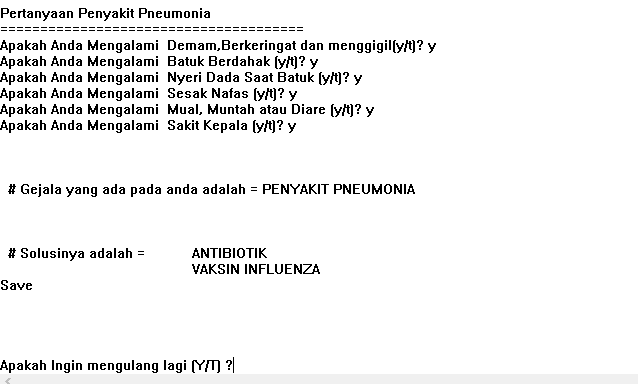 Pertanyaan Penyakit Pneumonia
======================================
Apakah Anda Mengalami  Demam,Berkeringat dan menggigil(y/t)? y
Apakah Anda Mengalami  Batuk Berdahak (y/t)? y
Apakah Anda Mengalami  Nyeri Dada Saat Batuk (y/t)? y
Apakah Anda Mengalami  Sesak Nafas (y/t)? y
Apakah Anda Mengalami  Mual, Muntah atau Diare (y/t)? y
Apakah Anda Mengalami  Sakit Kepala (y/t)? y
# Gejala yang ada pada anda adalah = PENYAKIT PNEUMONIA
# Solusinya adalah = ANTIBIOTIK
VAKSIN INFLUENZA
Save
Apakah Ingin mengulang lagi (Y/T) ?